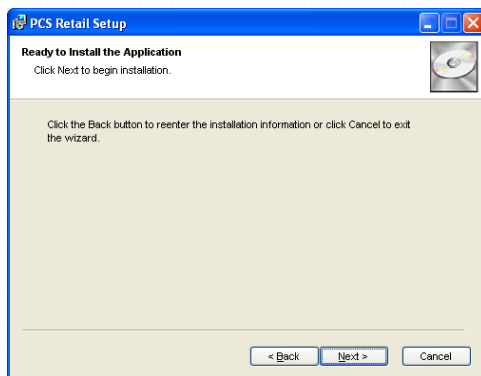 PCS Retail Setup
Ready to Install the Application
Click Next to begin installation.
Click the Back button to reenter the installation information or click Cancel to exit
the wizard.
< Back Next > Cancel